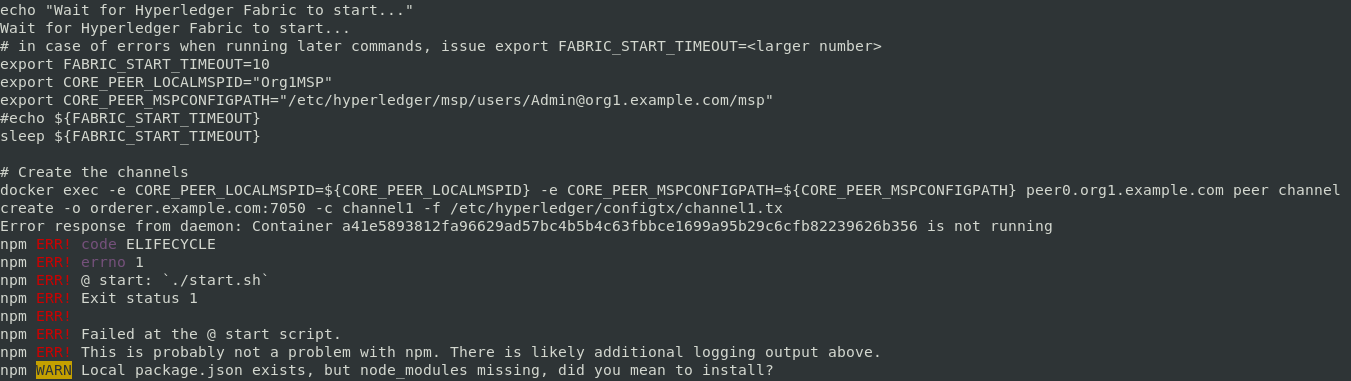 echo "Wait for Hyperledger Fabric to start..."
Wait for Hyperledger Fabric to start...
# in case of errors when running later commands, issue export FABRIC_START_TIMEOUT=<larger number>
export FABRIC_START_TIMEOUT=10
export CORE_PEER_LOCALMSPID="Org1MSP"
export CORE_PEER_MSPCONFIGPATH="/etc/hyperledger/msp/users/Admin@org1.example.com/msp"
#echo ${FABRIC_START_TIMEOUT}
sleep ${FABRIC_START_TIMEOUT}

# Create the channels
docker exec -e CORE_PEER_LOCALMSPID=${CORE_PEER_LOCALMSPID} -e CORE_PEER_MSPCONFIGPATH=${CORE_PEER_MSPCONFIGPATH} peer0.org1.example.com peer channel
create -o orderer.example.com:7050 -c channel1 -f /etc/hyperledger/configtx/channel1.tx
Error response from daemon: Container a41e5893812fa96629ad57bc4b5b4c63fbbce1699a95b29c6cfb82239626b356 is not running
npm ERR! code ELIFECYCLE
npm ERR! errno 1
npm ERR! @ start: `./start.sh`
npm ERR! Exit status 1
npm ERR!
npm ERR! Failed at the @ start script.
npm ERR! This is probably not a problem with npm. There is likely additional logging output above.
npm WARN Local package.json exists, but node_modules missing, did you mean to install?